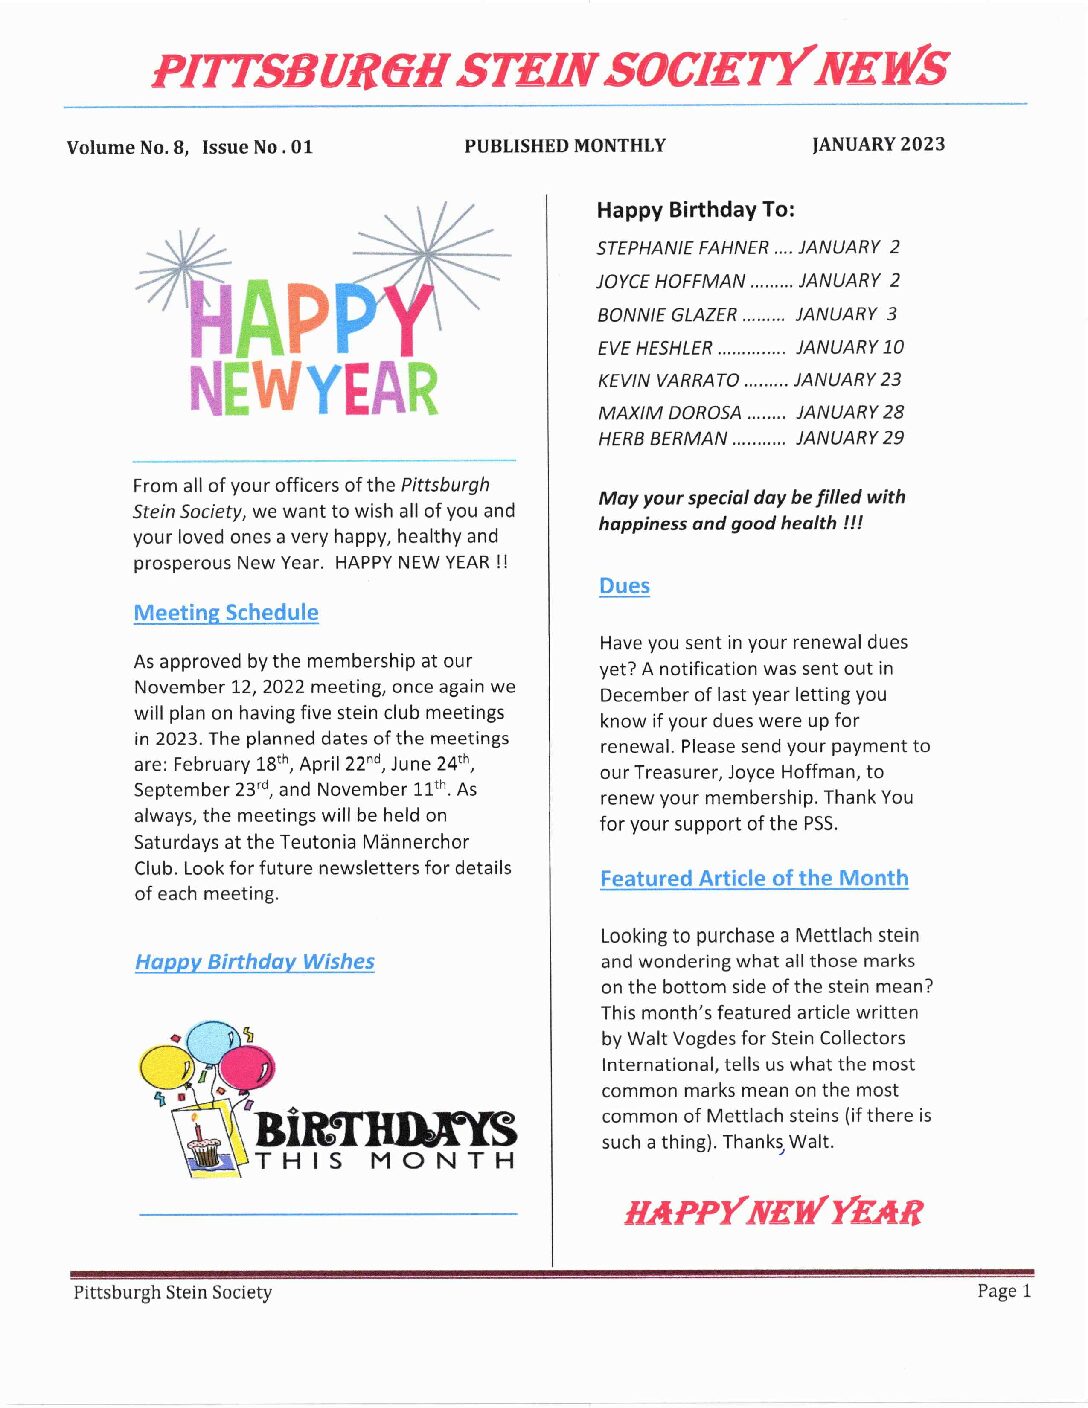 PITTSBURGH STEIN SOCIETY NEWS
Volume No. 8, Issue No . 01 PUBLISHED MONTHLY JANUARY 2023
HAPPY
NEW YEAR
From all of your officers of the Pittsburgh
Stein Society, we want to wish all of you and
your loved ones a very happy, healthy and
prosperous New Year. HAPPY NEW YEAR !!
Meeting Schedule
As approved by the membership at our
November 12, 2022 meeting, once again we
will plan on having five stein club meetings
in 2023. The planned dates of the meetings
are: February 18th, April 22nd, June 24th,
September 23rd, and November 11th. As
always, the meetings will be held on
Saturdays at the Teutonia Männerchor
Club. Look for future newsletters for details
of each meeting.
Happy Birthday Wishes
BIRTHDAYS
THIS MONTH
Happy Birthday To:
STEPHANIE FAHNER .... JANUARY 2
JOYCE HOFFMAN ......... JANUARY 2
BONNIE GLAZER ......... JANUARY 3
EVE HESHLER .............. JANUARY 10
KEVIN VARRATO ......... JANUARY 23
MAXIM DOROSA ........ JANUARY 28
HERB BERMAN ........... JANUARY 29
May your special day be filled with
happiness and good health !!!
Dues
Have you sent in your renewal dues
yet? A notification was sent out in
December of last year letting you
know if your dues were up for
renewal. Please send your payment to
our Treasurer, Joyce Hoffman, to
renew your membership. Thank You
for your support of the PSS.
Featured Article of the Month
Looking to purchase a Mettlach stein
and wondering what all those marks
on the bottom side of the stein mean?
This month's featured article written
by Walt Vogdes for Stein Collectors
International, tells us what the most
common marks mean on the most
common of Mettlach steins (if there is
such a thing). Thanks, Walt.
HAPPY NEW YEAR
Pittsburgh Stein Society Page 1